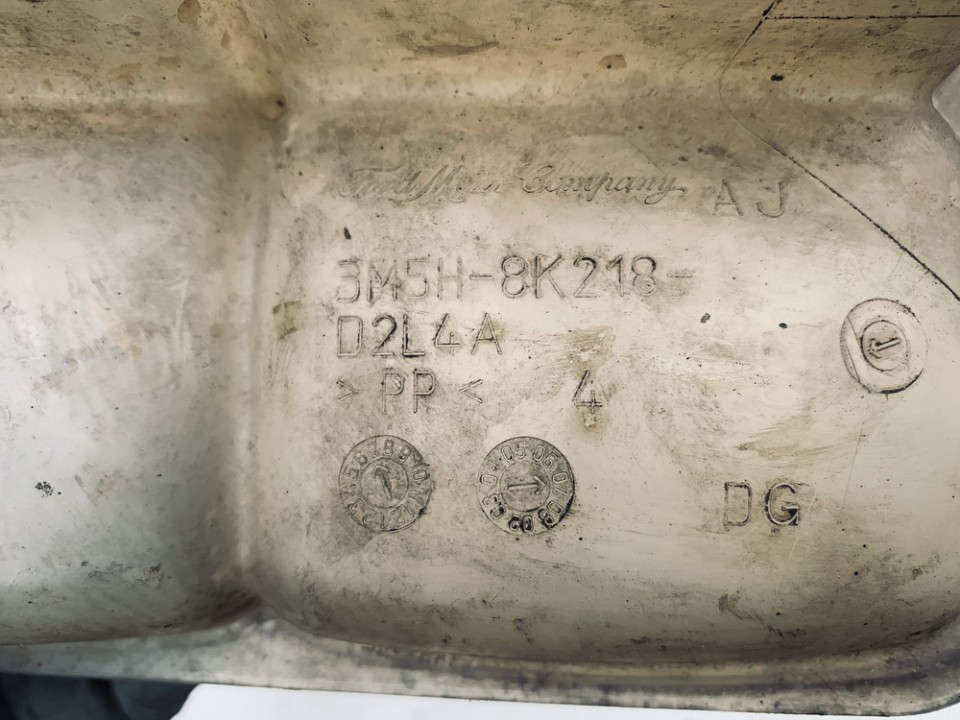 Ford Motor Company AJ
3M5H-8K218-
D2L4A
> PP < 4
DG